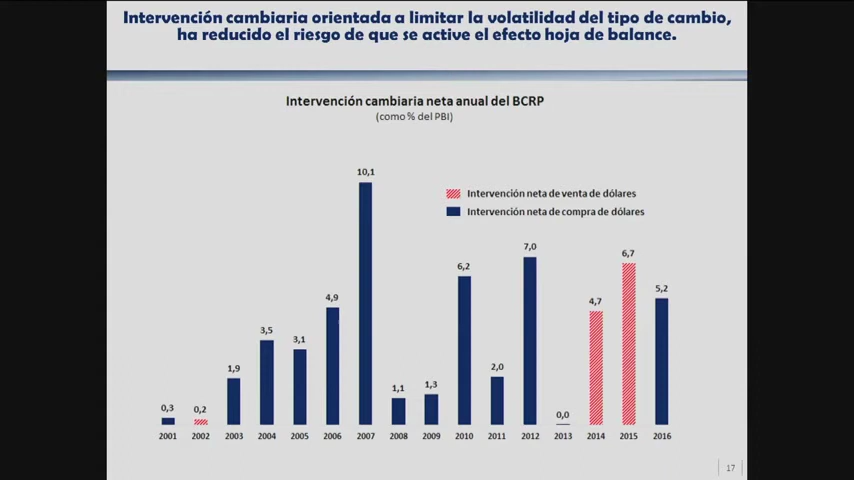 Intervención cambiaria orientada a limitar la volatilidad del tipo de cambio,
ha reducido el riesgo de que se active el efecto hoja de balance.
Intervención cambiaria neta anual del BCRP
(como % del PBI)
Intervención neta de venta de dólares
Intervención neta de compra de dólares
0,3
0,2
1,9
3,5
3,1
4,9
10,1
1,1
1,3
6,2
2,0
7,0
0,0
4,7
6,7
5,2
2001 2002 2003 2004 2005 2006 2007 2008 2009 2010 2011 2012 2013 2014 2015 2016
17